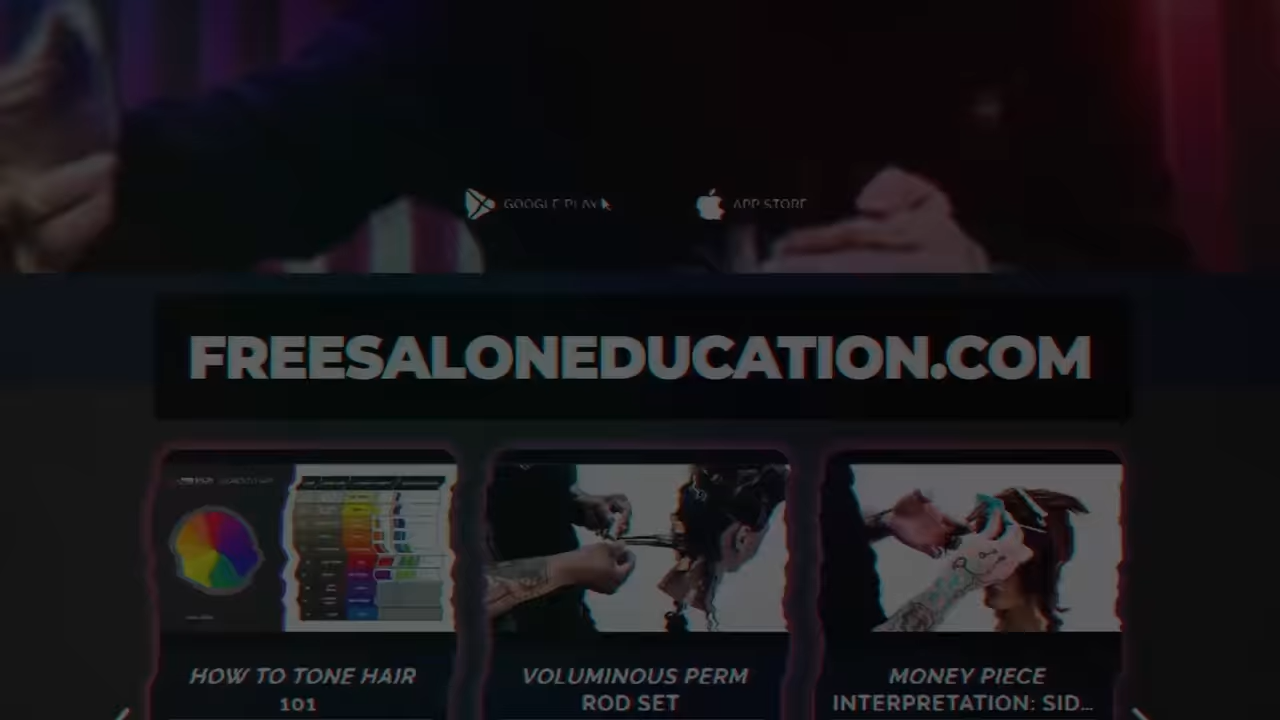 GOOGLE PLAY
APP STORE
FREESALONEDUCATION.COM
HOW TO TONE HAIR
101
VOLUMINOUS PERM
ROD SET
MONEY PIECE
INTERPRETATION: SID...